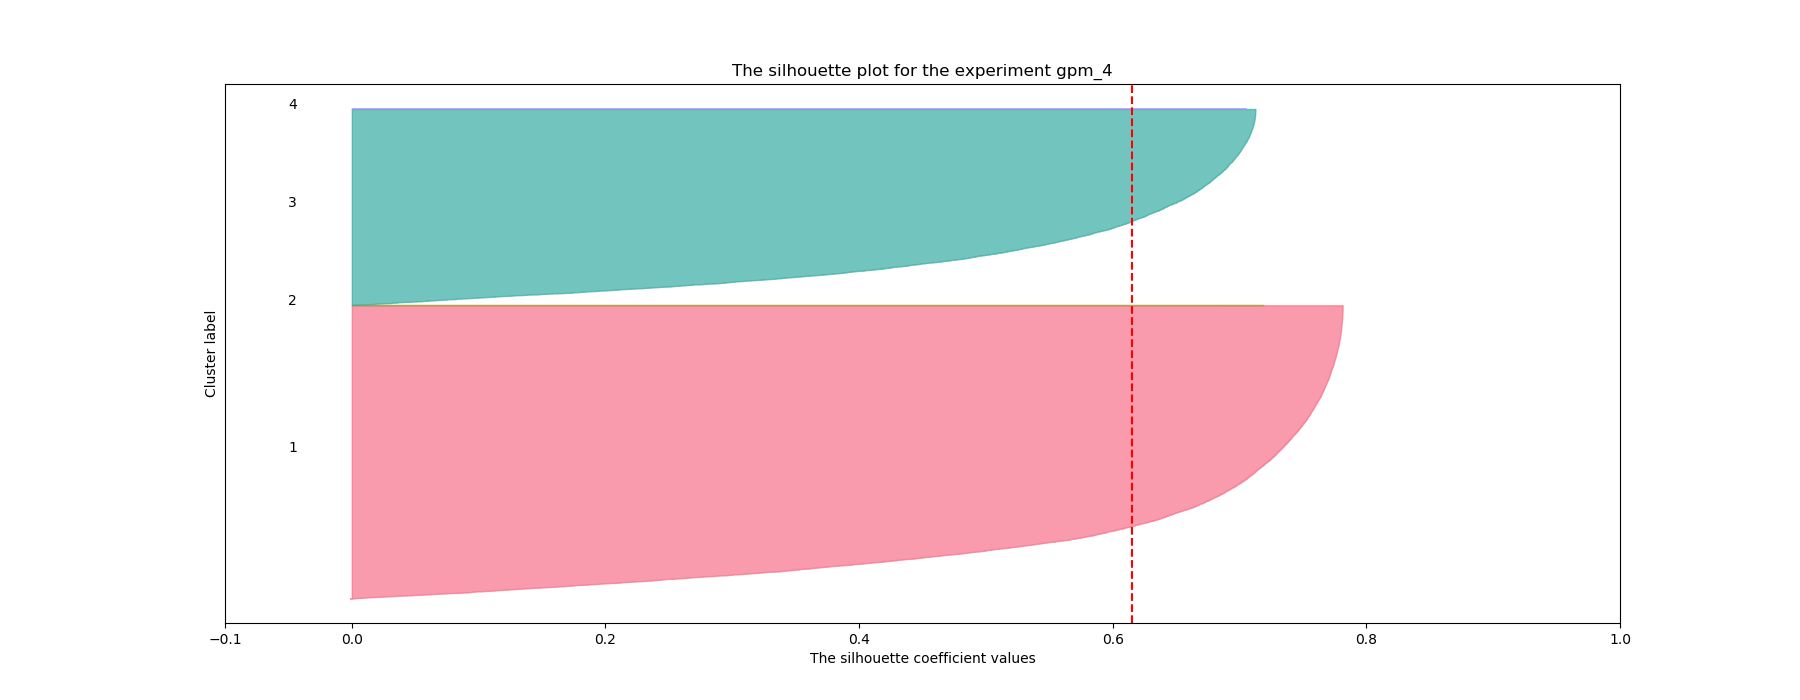 The silhouette plot for the experiment gpm_4
4
3
2
1
Cluster label
−0.1 0.0 0.2 0.4 0.6 0.8 1.0
The silhouette coefficient values